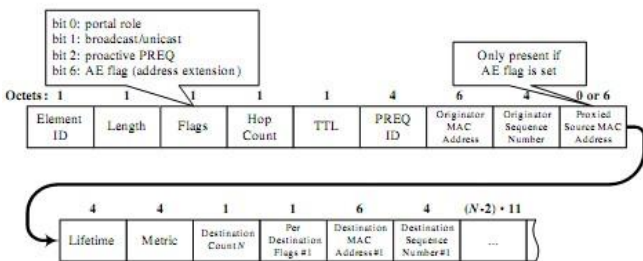 bit 0: portal role
bit 1: broadcast/unicast
bit 2: proactive PREQ
bit 6: AE flag (address extension)
Only present if
AE flag is set
Octets: 1 1 1 1 1 4 6 4 0 or 6
Element ID
Length
Flags
Hop Count
TTL
PREQ ID
Originator MAC Address
Originator Sequence Number
Proxied Source MAC Address
4 4 1 1 6 4 (N-2) • 11
Lifetime
Metric
Destination Count N
Per Destination Flags #1
Destination MAC Address#1
Destination Sequence Number#1
...